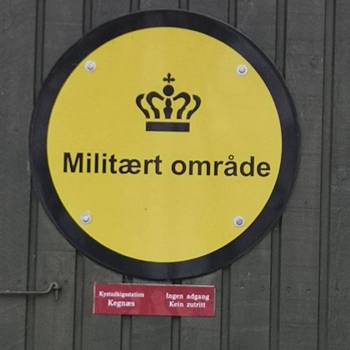 Militært område
Kystudkigsstation Ingen adgang
Kegnæs Kein zutritt